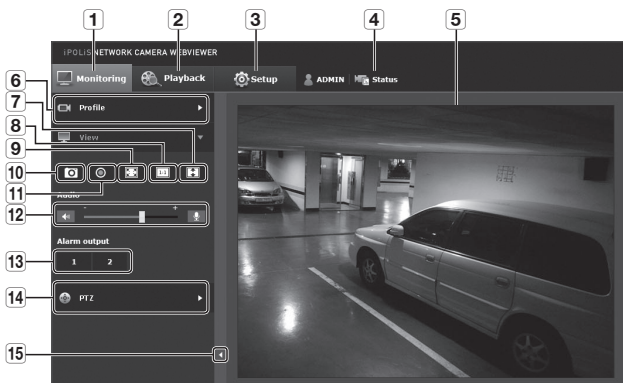 1 2 3 4 5
iPOLiS NETWORK CAMERA WEBVIEWER
Monitoring Playback Setup ADMIN Status
6 Profile
7 View
8
9
10 1:1
11 Audio
12 - +
Alarm output
13 1 2
14 PTZ
15